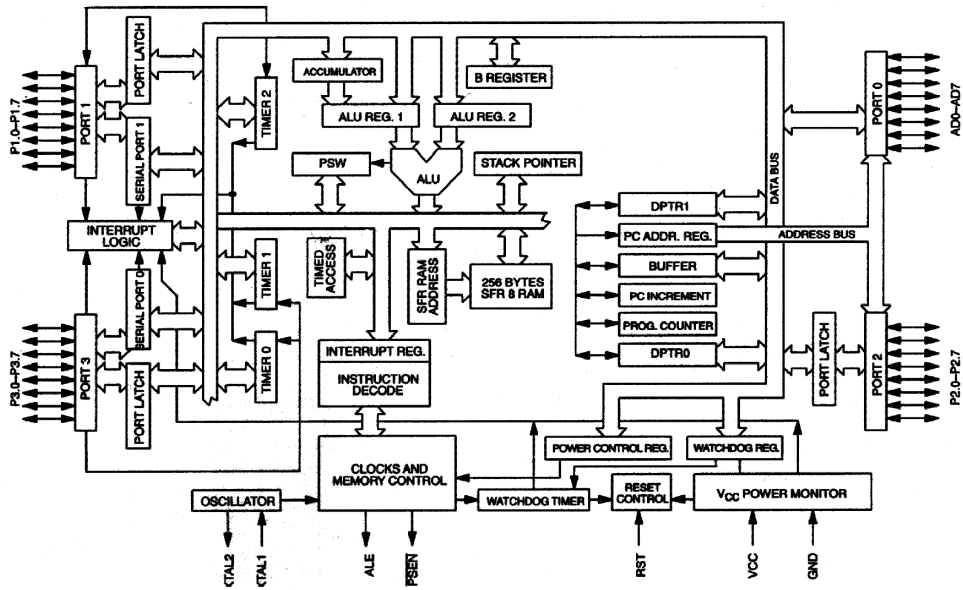 P1.0–P1.7
PORT 1
PORT LATCH
SERIAL PORT 1
INTERRUPT
LOGIC
SERIAL PORT 0
P3.0–P3.7
PORT 3
PORT LATCH
TIMER 2
TIMER 1
TIMER 0
ACCUMULATOR
B REGISTER
ALU REG. 1
ALU REG. 2
PSW
ALU
STACK POINTER
TIMED
ACCESS
SFR RAM
ADDRESS
256 BYTES
SFR 8 RAM
INTERRUPT REG.
INSTRUCTION
DECODE
DPTR1
PC ADDR. REG.
BUFFER
PC INCREMENT
PROG. COUNTER
DPTR0
DATA BUS
ADDRESS BUS
PORT 0
AD0–AD7
PORT LATCH
PORT 2
P2.0–P2.7
CLOCKS AND
MEMORY CONTROL
POWER CONTROL REG.
WATCHDOG REG.
OSCILLATOR
WATCHDOG TIMER
RESET
CONTROL
VCC POWER MONITOR
XTAL2
XTAL1
ALE
PSEN
RST
VCC
GND